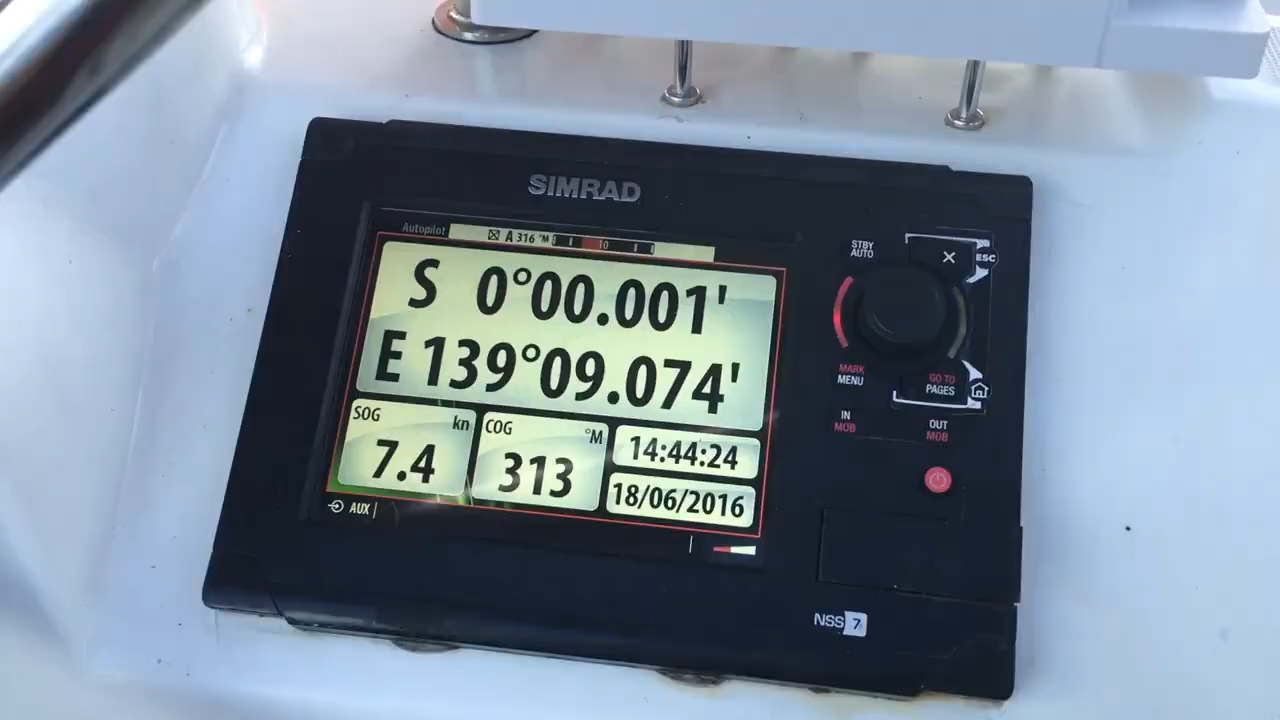 SIMRAD
Autopilot A 316 °M 10
S 0°00.001'
E 139°09.074'
SOG kn
7.4
COG °M
313
14:44:24
18/06/2016
AUX
STBY
AUTO
X
ESC
MARK
MENU
GO TO
PAGES
IN
MOB
OUT
MOB
NSS 7